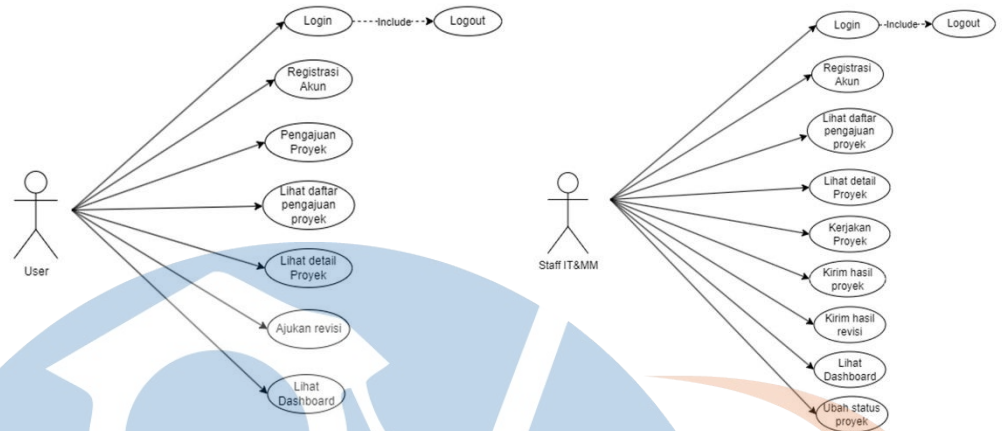 Login
Include
Logout
Registrasi
Akun
Pengajuan
Proyek
Lihat daftar
pengajuan
proyek
Lihat detail
Proyek
Ajukan revisi
Lihat
Dashboard
User
Login
Include
Logout
Registrasi
Akun
Lihat daftar
pengajuan
proyek
Lihat detail
Proyek
Kerjakan
Proyek
Kirim hasil
proyek
Kirim hasil
revisi
Lihat
Dashboard
Ubah status
proyek
Staff IT&MM